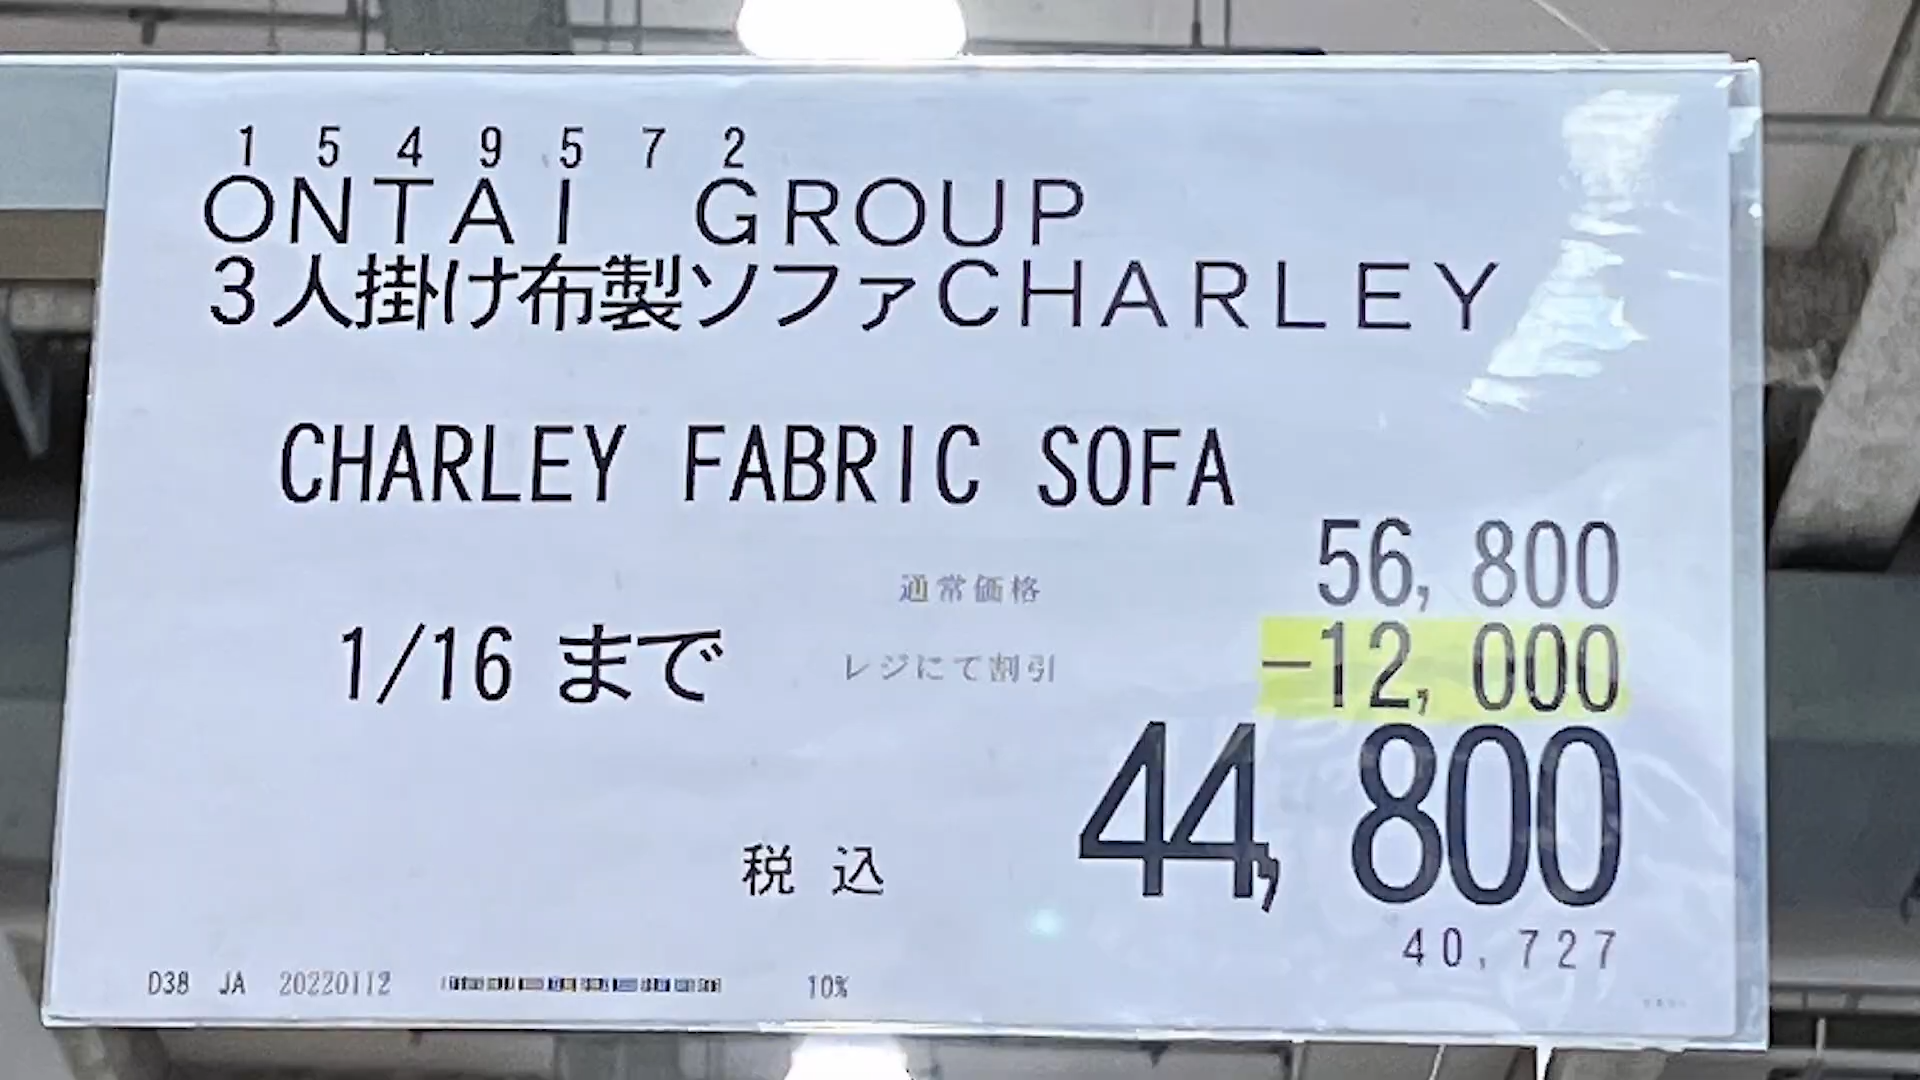 1549572
ONTAI GROUP
3人掛け布製ソファCHARLEY
CHARLEY FABRIC SOFA
56,800
通常価格
1/16 まで レジにて割引 -12,000
44,800
税込
40,727
D38 JA 20220112 10%